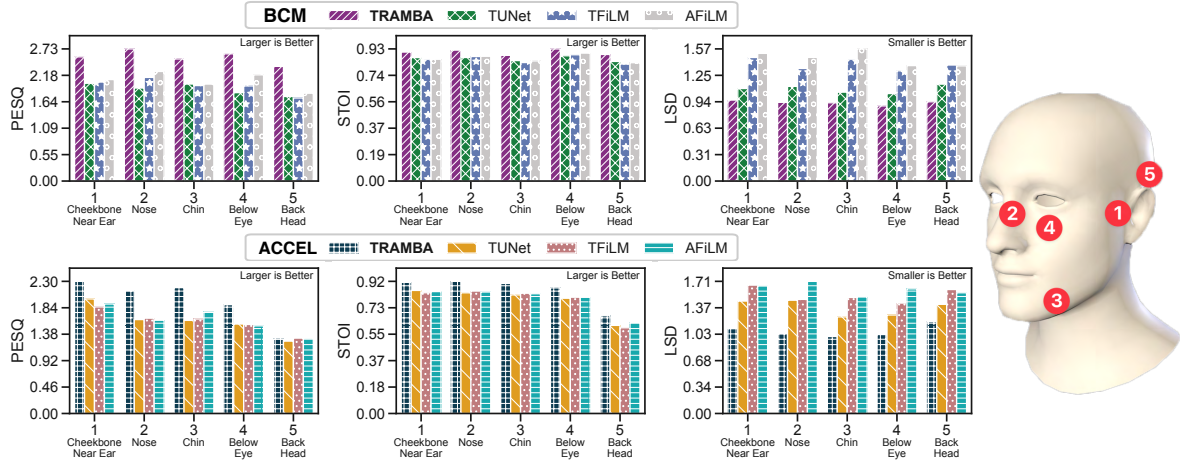 BCM TRAMBA TUNet TFiLM AFiLM
PESQ
2.73
2.18
1.64
1.09
0.55
0.00
Larger is Better
1 2 3 4 5
Cheekbone Nose Chin Below Back
Near Ear Eye Head
STOI
0.93
0.74
0.56
0.37
0.19
0.00
Larger is Better
1 2 3 4 5
Cheekbone Nose Chin Below Back
Near Ear Eye Head
LSD
1.57
1.25
0.94
0.63
0.31
0.00
Smaller is Better
1 2 3 4 5
Cheekbone Nose Chin Below Back
Near Ear Eye Head
ACCEL TRAMBA TUNet TFiLM AFiLM
PESQ
2.30
1.84
1.38
0.92
0.46
0.00
Larger is Better
1 2 3 4 5
Cheekbone Nose Chin Below Back
Near Ear Eye Head
STOI
0.92
0.74
0.55
0.37
0.18
0.00
Larger is Better
1 2 3 4 5
Cheekbone Nose Chin Below Back
Near Ear Eye Head
LSD
1.71
1.37
1.03
0.68
0.34
0.00
Smaller is Better
1 2 3 4 5
Cheekbone Nose Chin Below Back
Near Ear Eye Head
5
2 1
4
3